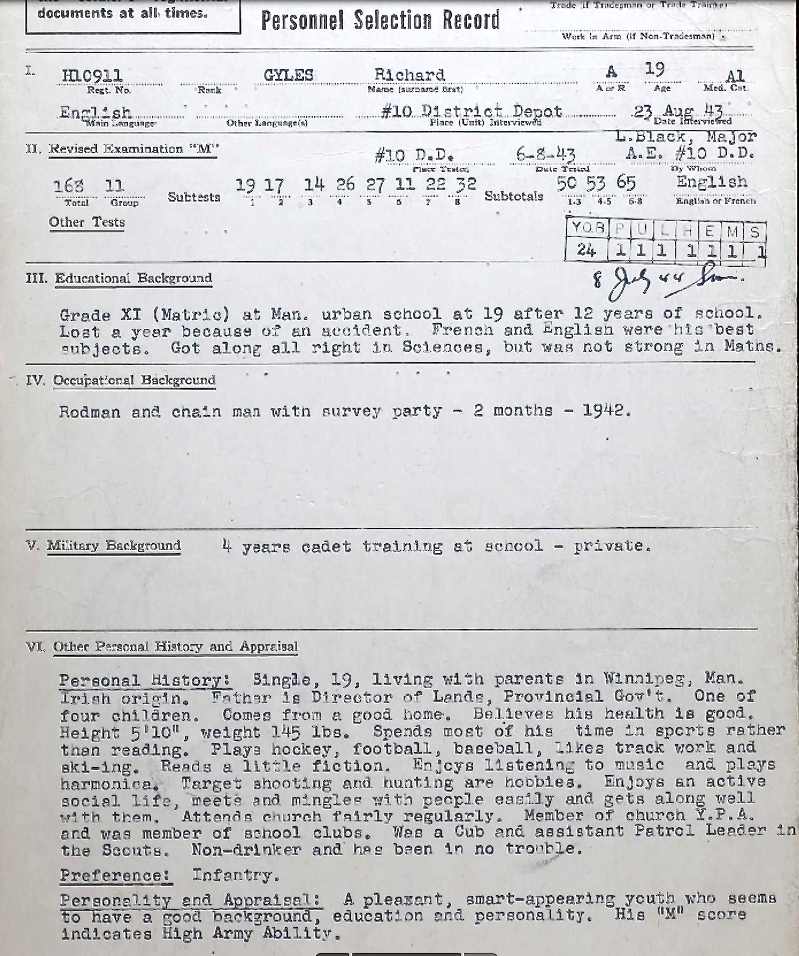 documents at all times.
Personnel Selection Record
Trade (if Tradesman or Trade Trainee)
Work in Arm (if Non-Tradesman)
I. H10911 GYLES Richard A 19 A1
Regt. No. Rank Name (surname first) A or R Age Med. Cat.
English #10 District Depot 23 Aug 43
Main Language Other Language(s) Place (Unit) Interviewed Date Interviewed
L.Black, Major
II. Revised Examination "M" #10 D.D. 6-8-43 A.E. #10 D.D.
Place Tested Date Tested By Whom
168 11 Subtests 19 17 14 26 27 11 22 32 Subtotals 50 53 65 English
Total Group 1 2 3 4 5 6 7 8 1-3 4-5 6-8 English or French
Other Tests
YOB P U L H E M S
24 1 1 1 1 1 1 1
8 July 44
III. Educational Background
Grade XI (Matric) at Man. urban school at 19 after 12 years of school.
Lost a year because of an accident. French and English were his best
subjects. Got along all right in Sciences, but was not strong in Maths.
IV. Occupational Background
Rodman and chain man with survey party - 2 months - 1942.
V. Military Background 4 years cadet training at school - private.
VI. Other Personal History and Appraisal
Personal History: Single, 19, living with parents in Winnipeg, Man.
Irish origin. Father is Director of Lands, Provincial Gov't. One of
four children. Comes from a good home. Believes his health is good.
Height 5'10", weight 145 lbs. Spends most of his time in sports rather
than reading. Plays hockey, football, baseball, likes track work and
ski-ing. Reads a little fiction. Enjoys listening to music and plays
harmonica. Target shooting and hunting are hobbies. Enjoys an active
social life, meets and mingles with people easily and gets along well
with them. Attends church fairly regularly. Member of church Y.P.A.
and was member of school clubs. Was a Cub and assistant Patrol Leader in
the Scouts. Non-drinker and has been in no trouble.
Preference: Infantry.
Personality and Appraisal: A pleasant, smart-appearing youth who seems
to have a good background, education and personality. His "M" score
indicates High Army Ability.